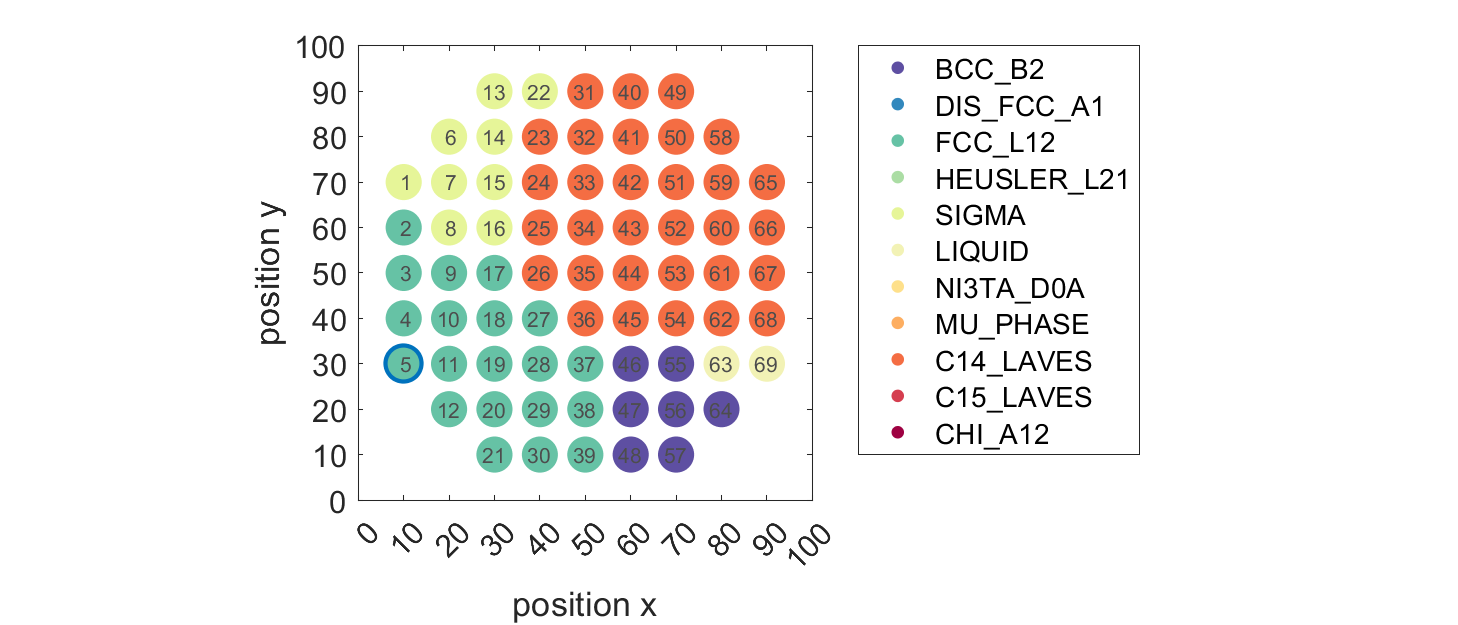 100
90
80
70
60
50
40
30
20
10
0
position y
13 22 31 40 49
6 14 23 32 41 50 58
1 7 15 24 33 42 51 59 65
2 8 16 25 34 43 52 60 66
3 9 17 26 35 44 53 61 67
4 10 18 27 36 45 54 62 68
5 11 19 28 37 46 55 63 69
12 20 29 38 47 56 64
21 30 39 48 57
0 10 20 30 40 50 60 70 80 90 100
position x
BCC_B2
DIS_FCC_A1
FCC_L12
HEUSLER_L21
SIGMA
LIQUID
NI3TA_D0A
MU_PHASE
C14_LAVES
C15_LAVES
CHI_A12